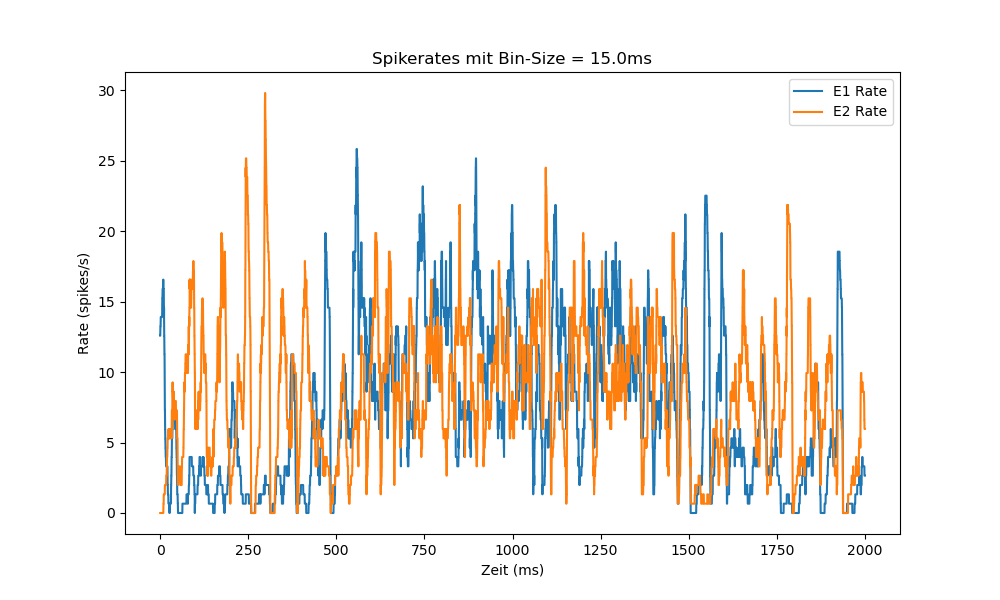 Spikerates mit Bin-Size = 15.0ms
E1 Rate
E2 Rate
30
25
20
15
10
5
0
Rate (spikes/s)
0 250 500 750 1000 1250 1500 1750 2000
Zeit (ms)